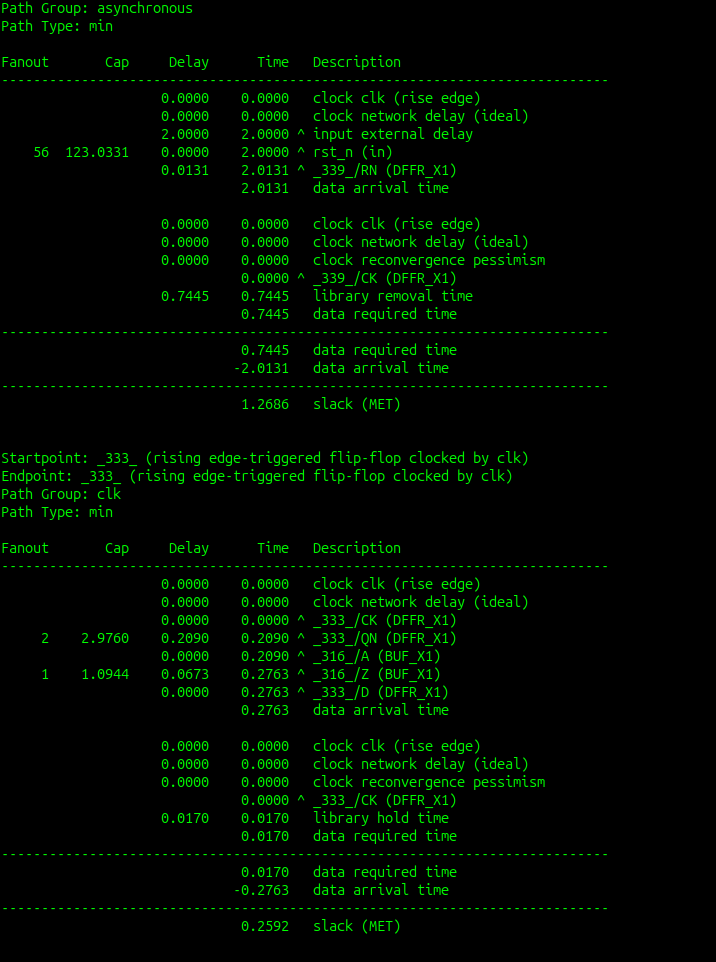 Path Group: asynchronous
Path Type: min

Fanout       Cap     Delay      Time   Description
----------------------------------------------------------------------------
                    0.0000    0.0000   clock clk (rise edge)
                    0.0000    0.0000   clock network delay (ideal)
                    2.0000    2.0000 ^ input external delay
    56  123.0331    0.0000    2.0000 ^ rst_n (in)
                    0.0131    2.0131 ^ _339_/RN (DFFR_X1)
                              2.0131   data arrival time

                    0.0000    0.0000   clock clk (rise edge)
                    0.0000    0.0000   clock network delay (ideal)
                    0.0000    0.0000   clock reconvergence pessimism
                              0.0000 ^ _339_/CK (DFFR_X1)
                    0.7445    0.7445   library removal time
                              0.7445   data required time
----------------------------------------------------------------------------
                              0.7445   data required time
                             -2.0131   data arrival time
----------------------------------------------------------------------------
                              1.2686   slack (MET)


Startpoint: _333_ (rising edge-triggered flip-flop clocked by clk)
Endpoint: _333_ (rising edge-triggered flip-flop clocked by clk)
Path Group: clk
Path Type: min

Fanout       Cap     Delay      Time   Description
----------------------------------------------------------------------------
                    0.0000    0.0000   clock clk (rise edge)
                    0.0000    0.0000   clock network delay (ideal)
                    0.0000    0.0000 ^ _333_/CK (DFFR_X1)
     2    2.9760    0.2090    0.2090 ^ _333_/QN (DFFR_X1)
                    0.0000    0.2090 ^ _316_/A (BUF_X1)
     1    1.0944    0.0673    0.2763 ^ _316_/Z (BUF_X1)
                    0.0000    0.2763 ^ _333_/D (DFFR_X1)
                              0.2763   data arrival time

                    0.0000    0.0000   clock clk (rise edge)
                    0.0000    0.0000   clock network delay (ideal)
                    0.0000    0.0000   clock reconvergence pessimism
                              0.0000 ^ _333_/CK (DFFR_X1)
                    0.0170    0.0170   library hold time
                              0.0170   data required time
----------------------------------------------------------------------------
                              0.0170   data required time
                             -0.2763   data arrival time
----------------------------------------------------------------------------
                              0.2592   slack (MET)